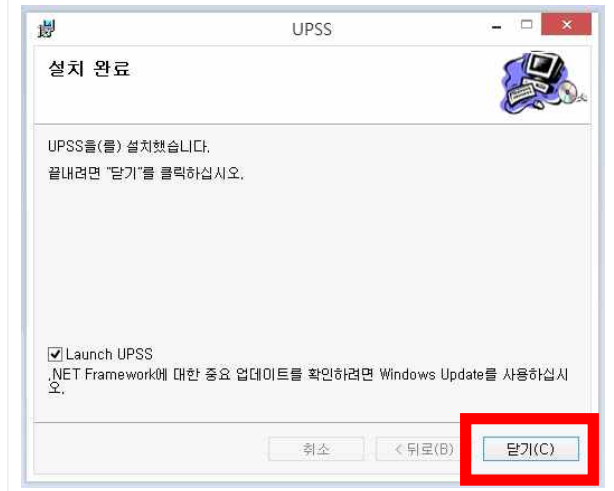 UPSS
설치 완료
UPSS을(를) 설치했습니다.
끝내려면 "닫기"를 클릭하십시오.
Launch UPSS
.NET Framework에 대한 중요 업데이트를 확인하려면 Windows Update를 사용하십시
오.
취소
< 뒤로(B)
닫기(C)